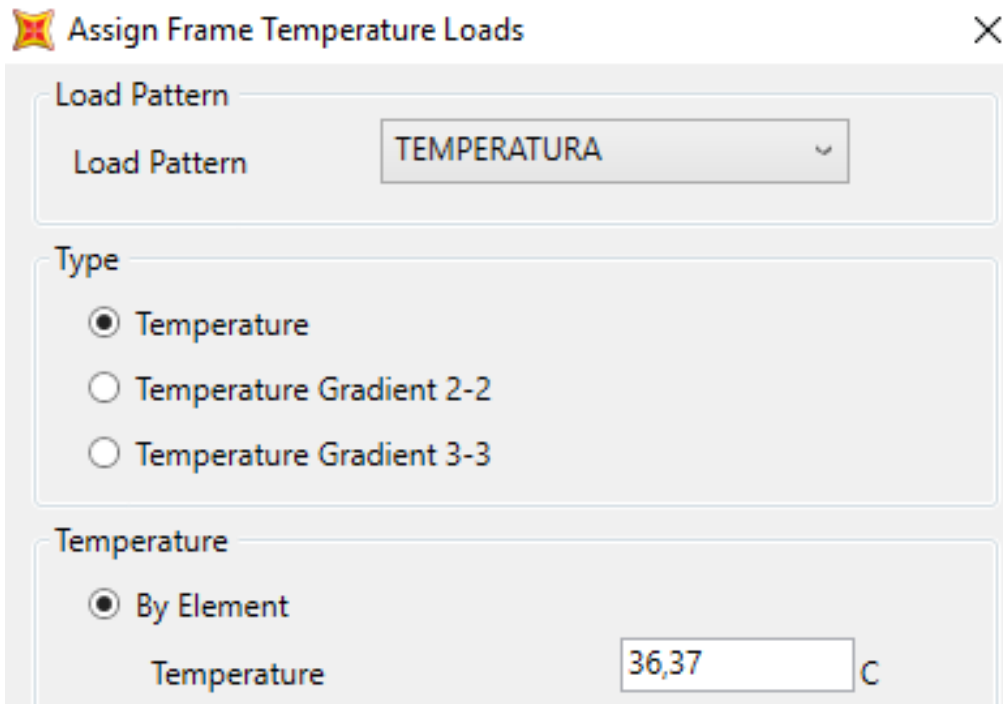 Assign Frame Temperature Loads
Load Pattern
Load Pattern TEMPERATURA
Type
Temperature
Temperature Gradient 2-2
Temperature Gradient 3-3
Temperature
By Element
Temperature 36,37 C